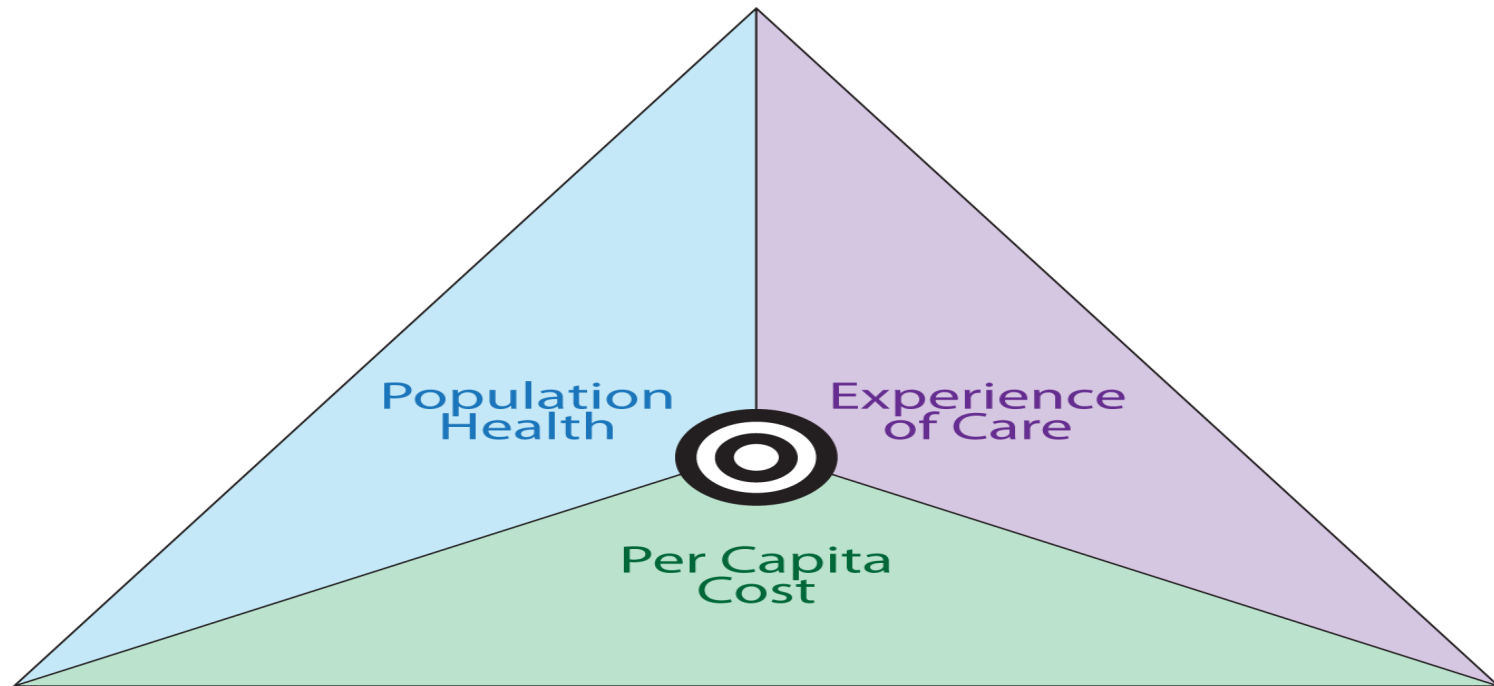 Population
Health
Experience
of Care
Per Capita
Cost